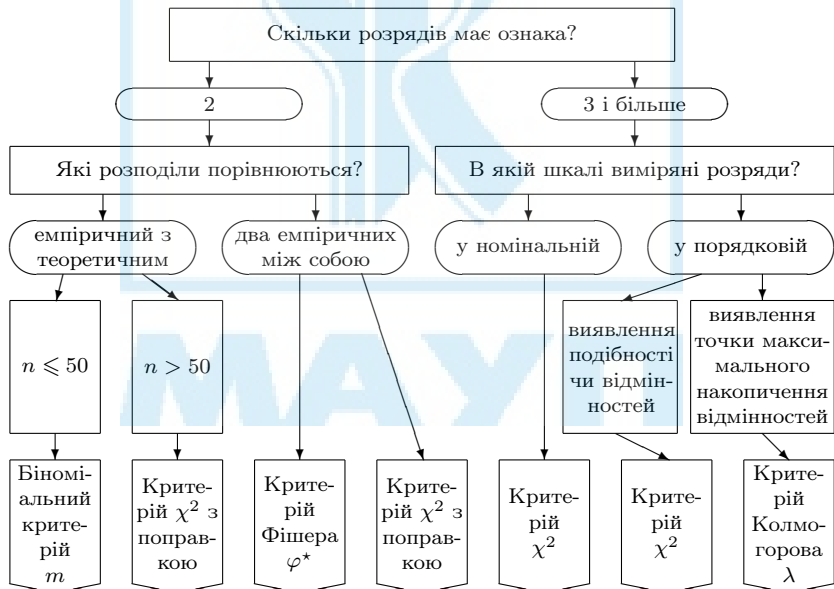 Скільки розрядів має ознака?
2
3 і більше
Які розподіли порівнюються?
В якій шкалі виміряні розряди?
емпіричний з
теоретичним
два емпіричних
між собою
у номінальній
у порядковій
n ⩽ 50
n > 50
виявлення
подібності
чи відмін-
ностей
виявлення
точки макси-
мального
накопичення
відмінностей
Біномі-
альний
крите-
рій
m
Крите-
рій χ² з
поправ-
кою
Крите-
рій
Фішера
φ*
Крите-
рій χ² з
поправ-
кою
Крите-
рій
χ²
Крите-
рій
χ²
Крите-
рій
Колмо-
горова
λ
МАУП